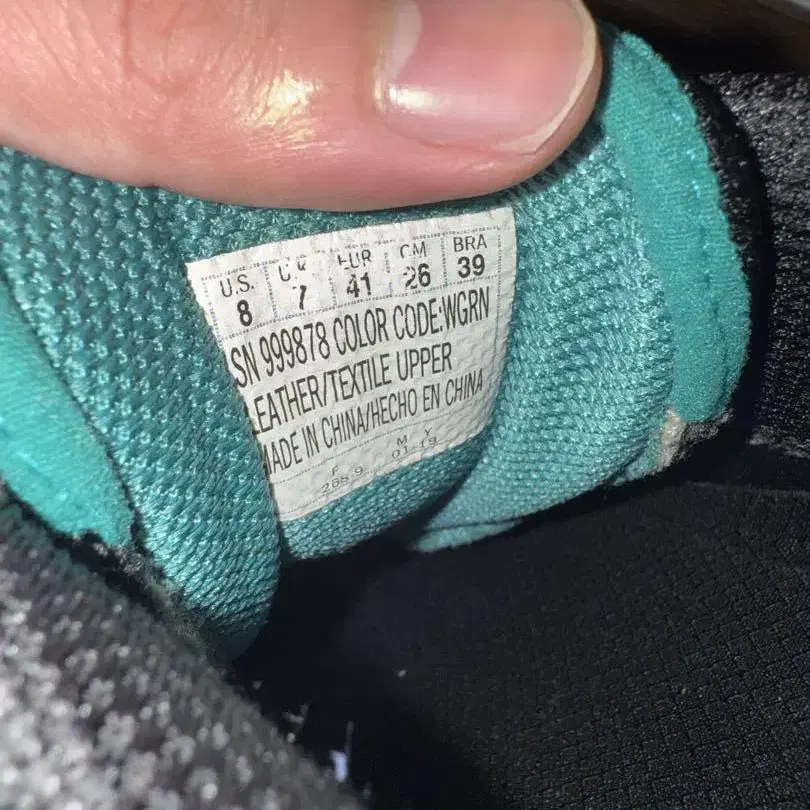 U.S. UK EUR CM BRA
8 7 41 26 39
SN 999878 COLOR CODE:WGRN
LEATHER/TEXTILE UPPER
MADE IN CHINA/HECHO EN CHINA
F M Y
01 19